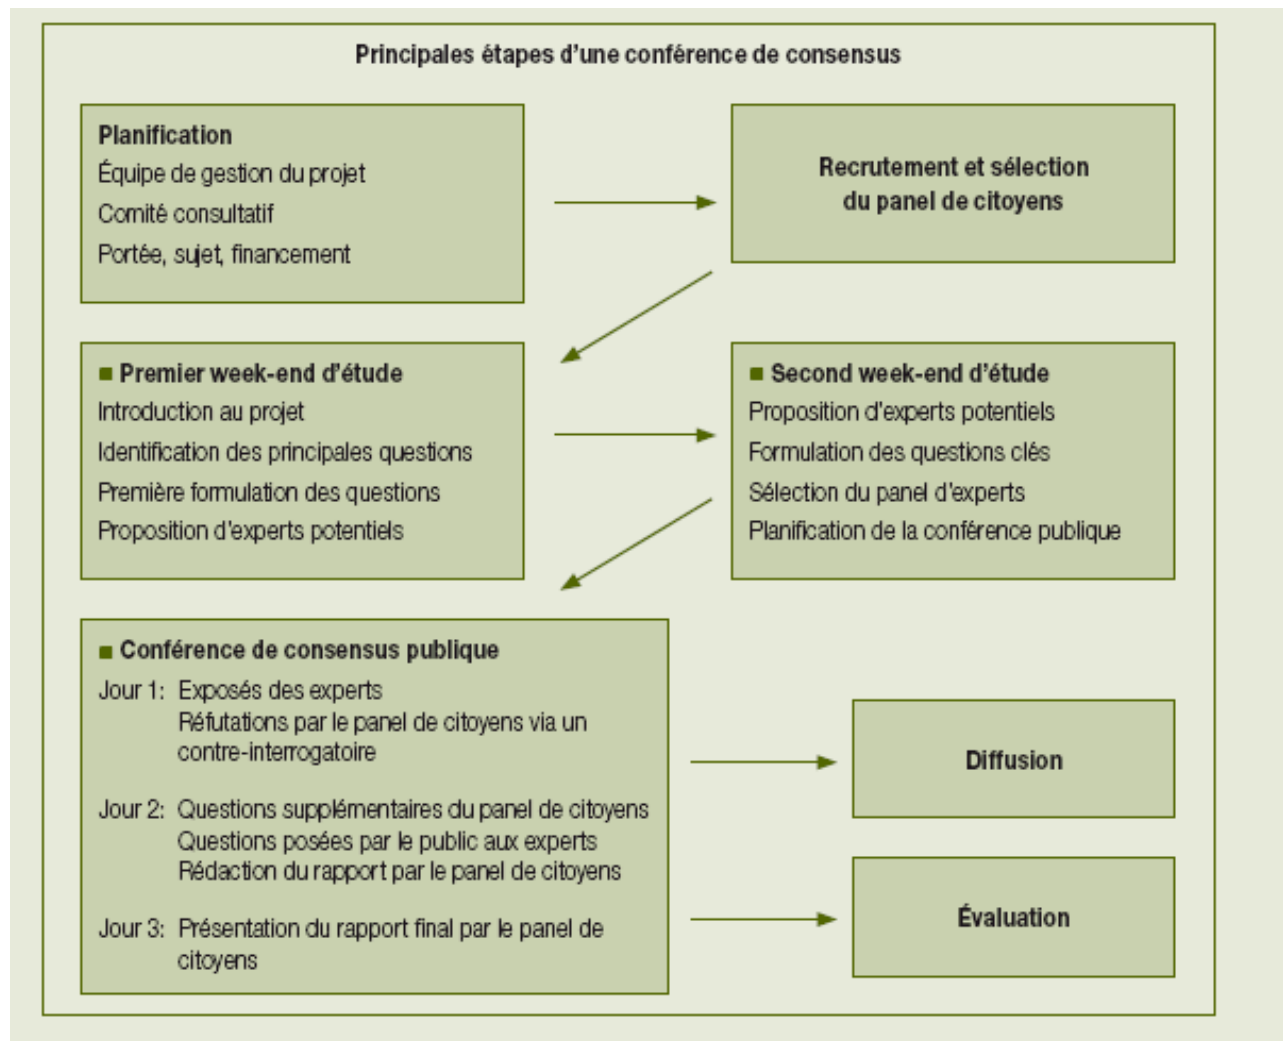 Principales étapes d’une conférence de consensus
Planification
Équipe de gestion du projet
Comité consultatif
Portée, sujet, financement
Recrutement et sélection
du panel de citoyens
Premier week-end d’étude
Introduction au projet
Identification des principales questions
Première formulation des questions
Proposition d’experts potentiels
Second week-end d’étude
Proposition d’experts potentiels
Formulation des questions clés
Sélection du panel d’experts
Planification de la conférence publique
Conférence de consensus publique
Jour 1: Exposés des experts
Réfutations par le panel de citoyens via un
contre-interrogatoire
Jour 2: Questions supplémentaires du panel de citoyens
Questions posées par le public aux experts
Rédaction du rapport par le panel de citoyens
Jour 3: Présentation du rapport final par le panel de
citoyens
Diffusion
Évaluation